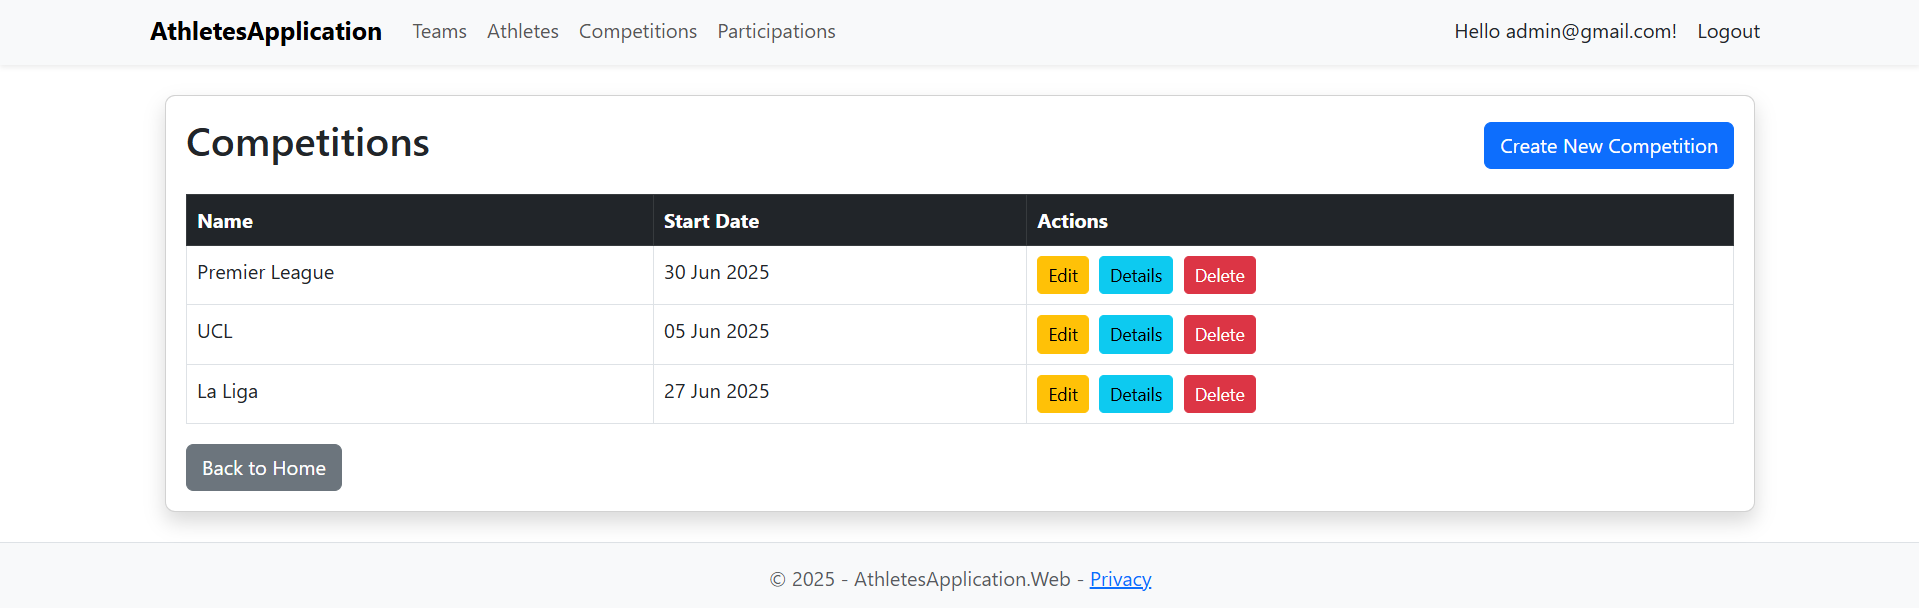 AthletesApplication Teams Athletes Competitions Participations Hello admin@gmail.com! Logout
Competitions Create New Competition
Name Start Date Actions
Premier League 30 Jun 2025 Edit Details Delete
UCL 05 Jun 2025 Edit Details Delete
La Liga 27 Jun 2025 Edit Details Delete
Back to Home
© 2025 - AthletesApplication.Web - Privacy